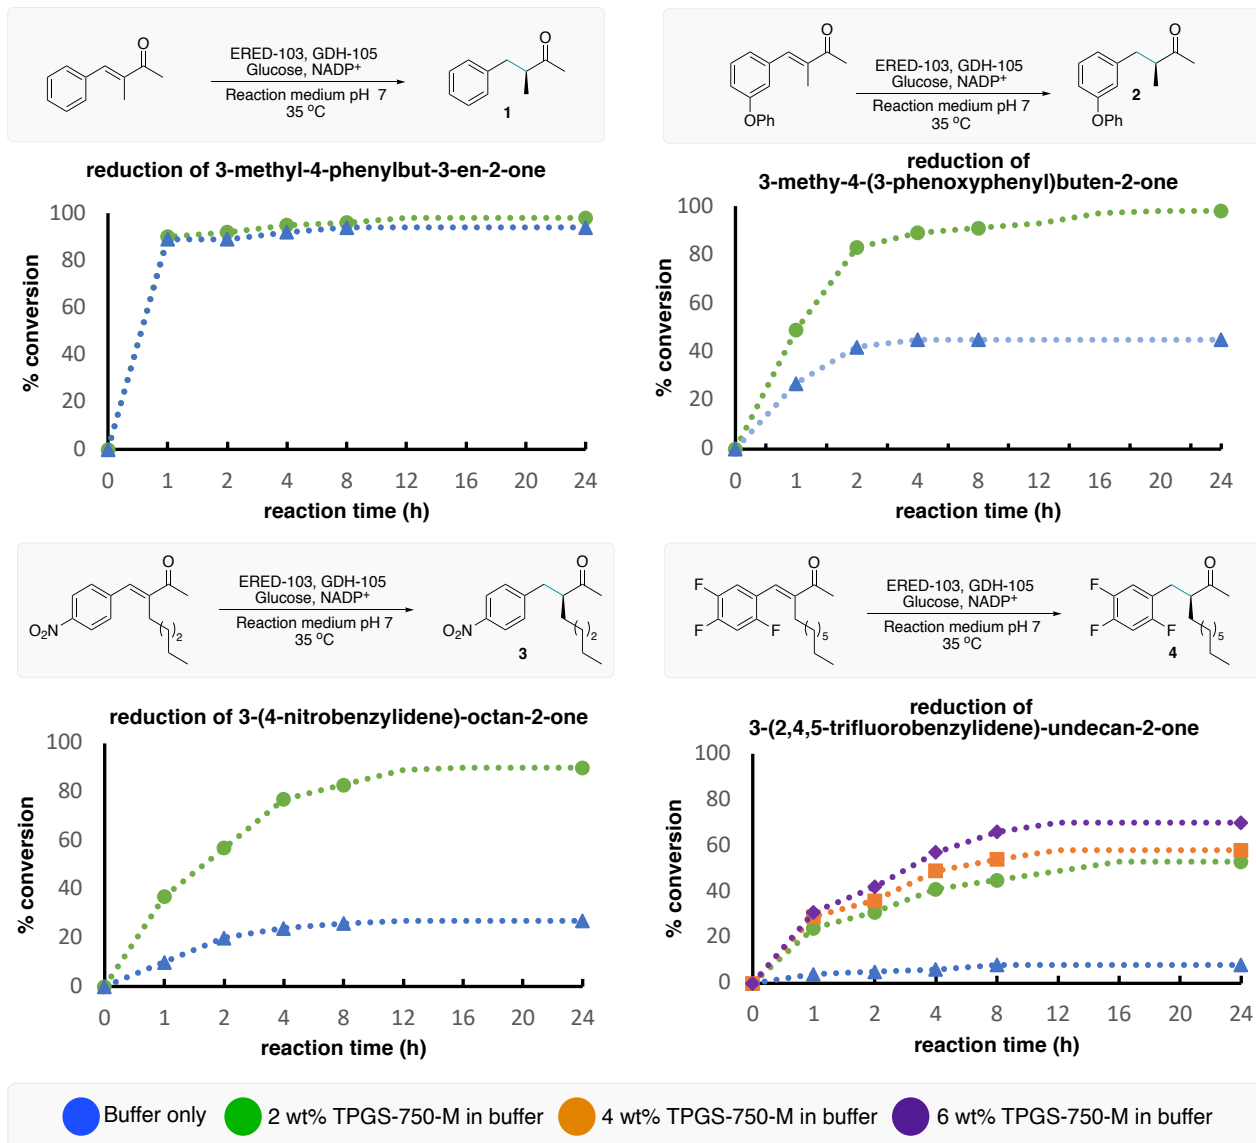 O
ERED-103, GDH-105
Glucose, NADP+
Reaction medium pH 7
35 °C
O
1
reduction of 3-methyl-4-phenylbut-3-en-2-one
% conversion
100
80
60
40
20
0
0 1 2 4 8 12 16 20 24
reaction time (h)
O
OPh
ERED-103, GDH-105
Glucose, NADP+
Reaction medium pH 7
35 °C
O
2
OPh
reduction of
3-methy-4-(3-phenoxyphenyl)buten-2-one
% conversion
100
80
60
40
20
0
0 1 2 4 8 12 16 20 24
reaction time (h)
O
O2N
)2
ERED-103, GDH-105
Glucose, NADP+
Reaction medium pH 7
35 °C
O
O2N
)2
3
reduction of 3-(4-nitrobenzylidene)-octan-2-one
% conversion
100
80
60
40
20
0
0 1 2 4 8 12 16 20 24
reaction time (h)
O
F
F
F
)5
ERED-103, GDH-105
Glucose, NADP+
Reaction medium pH 7
35 °C
O
F
F
F
)5
4
reduction of
3-(2,4,5-trifluorobenzylidene)-undecan-2-one
% conversion
100
80
60
40
20
0
0 1 2 4 8 12 16 20 24
reaction time (h)
Buffer only 2 wt% TPGS-750-M in buffer 4 wt% TPGS-750-M in buffer 6 wt% TPGS-750-M in buffer